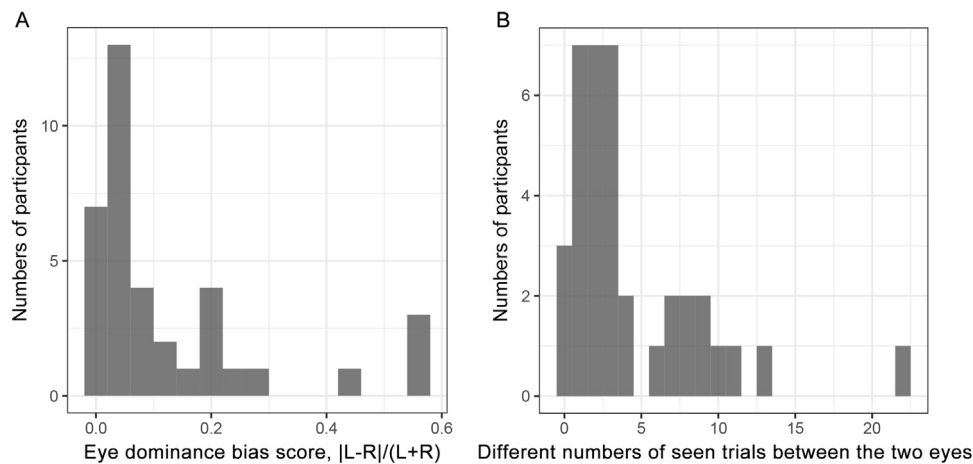 A
Numbers of particpants
10
5
0
0.0 0.2 0.4 0.6
Eye dominance bias score, |L-R|/(L+R)
B
Numbers of particpants
6
4
2
0
0 5 10 15 20
Different numbers of seen trials between the two eyes